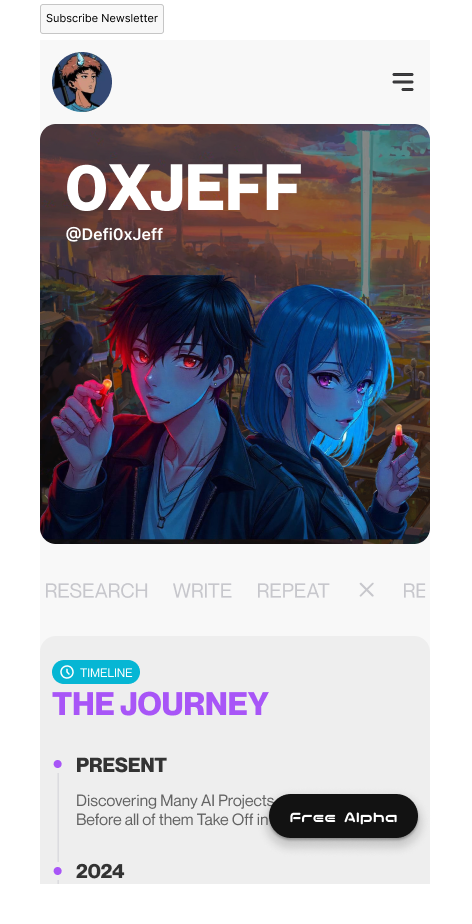 Subscribe Newsletter
0XJEFF
@Defi0xJeff
RESEARCH WRITE REPEAT × RE
TIMELINE
THE JOURNEY
PRESENT
Discovering Many AI Projects
Before all of them Take Off in
Free Alpha
2024